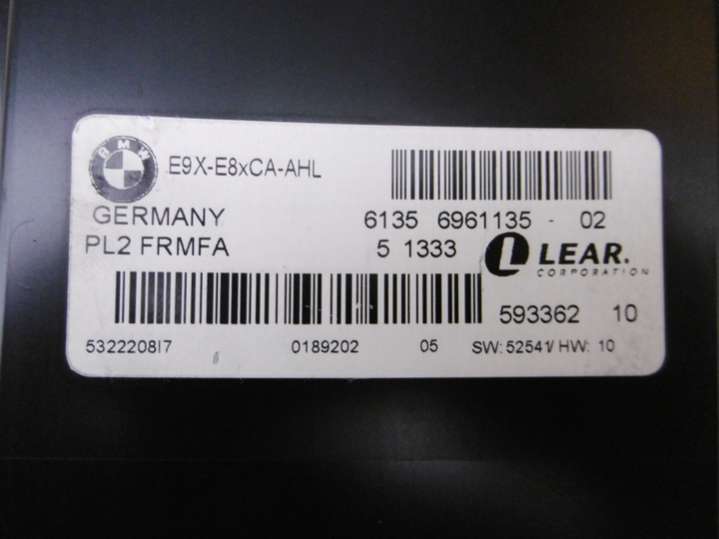 BMW
E9X-E8xCA-AHL
GERMANY 6135 6961135 - 02
PL2 FRMFA 5 1333 L LEAR.
CORPORATION
593362 10
5322208I7 0189202 05 SW: 52541/ HW: 10